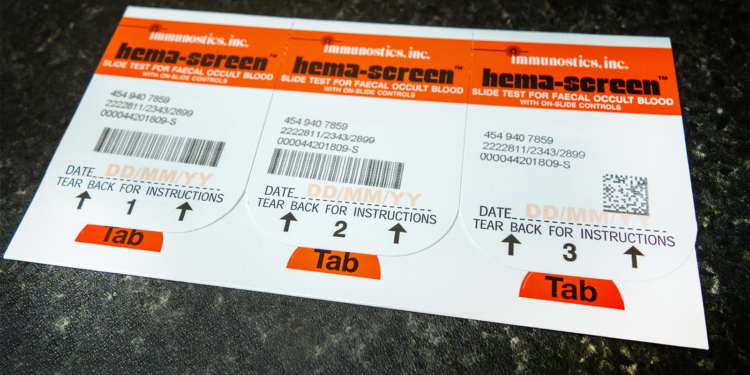 immunostics, inc.
hema-screen™
SLIDE TEST FOR FAECAL OCCULT BLOOD
WITH ON-SLIDE CONTROLS
454 940 7859
2222811/2343/2899
000044201809-S
DATE DD/MM/YY
TEAR BACK FOR INSTRUCTIONS
1
Tab
immunostics, inc.
hema-screen™
SLIDE TEST FOR FAECAL OCCULT BLOOD
WITH ON-SLIDE CONTROLS
454 940 7859
2222811/2343/2899
000044201809-S
DATE DD/MM/YY
TEAR BACK FOR INSTRUCTIONS
2
Tab
immunostics, inc.
hema-screen™
SLIDE TEST FOR FAECAL OCCULT BLOOD
WITH ON-SLIDE CONTROLS
454 940 7859
2222811/2343/2899
000044201809-S
DATE DD/MM/YY
TEAR BACK FOR INSTRUCTIONS
3
Tab